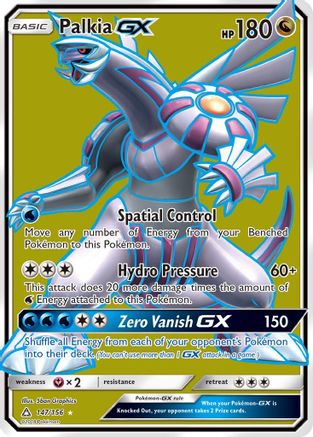 BASIC Palkia GX HP 180
Spatial Control
Move any number of Energy from your Benched
Pokémon to this Pokémon.
Hydro Pressure 60+
This attack does 20 more damage times the amount
of Energy attached to this Pokémon.
Zero Vanish GX 150
Shuffle all Energy from each of your opponent's Pokémon
into their deck. (You can't use more than 1 GX attack in a game.)
weakness ×2 resistance retreat
Illus. 5ban Graphics
147/156
Pokémon-GX rule
When your Pokémon-GX is
Knocked Out, your opponent takes 2 Prize cards.